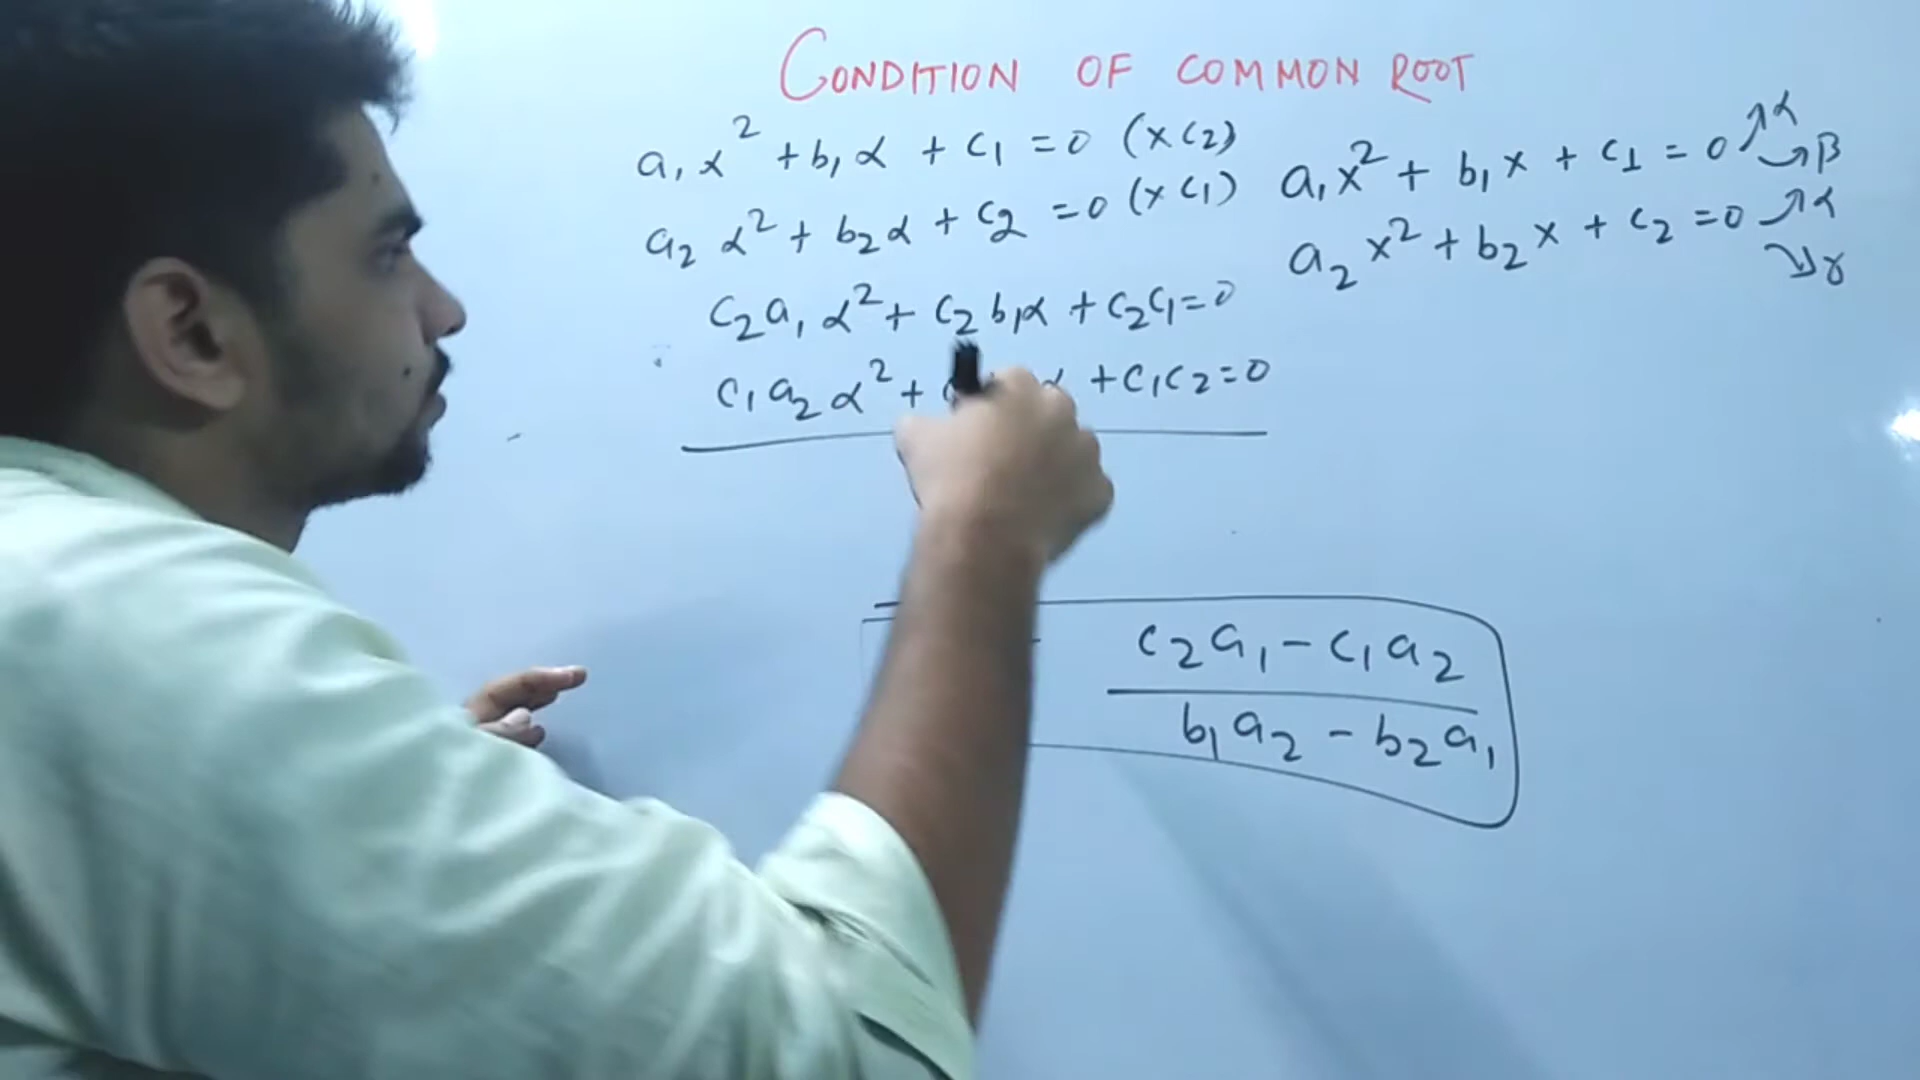 CONDITION OF COMMON ROOT
a₁α² + b₁α + c₁ = 0 (×c2)
a₂α² + b₂α + c₂ = 0 (×c₁)
c₂a₁α² + c₂b₁α + c₂c₁ = 0
c₁a₂α² + α + c₁c₂ = 0
a₁x² + b₁x + c₁ = 0 α
β
a₂x² + b₂x + c₂ = 0 α
γ
c₂a₁ - c₁a₂
b₁a₂ - b₂a₁